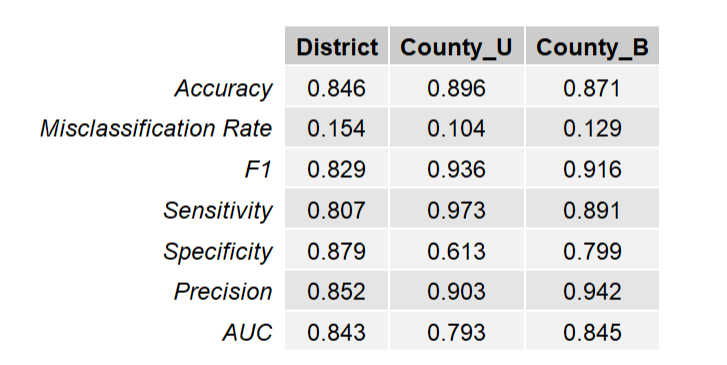 District County_U County_B
Accuracy 0.846 0.896 0.871
Misclassification Rate 0.154 0.104 0.129
F1 0.829 0.936 0.916
Sensitivity 0.807 0.973 0.891
Specificity 0.879 0.613 0.799
Precision 0.852 0.903 0.942
AUC 0.843 0.793 0.845